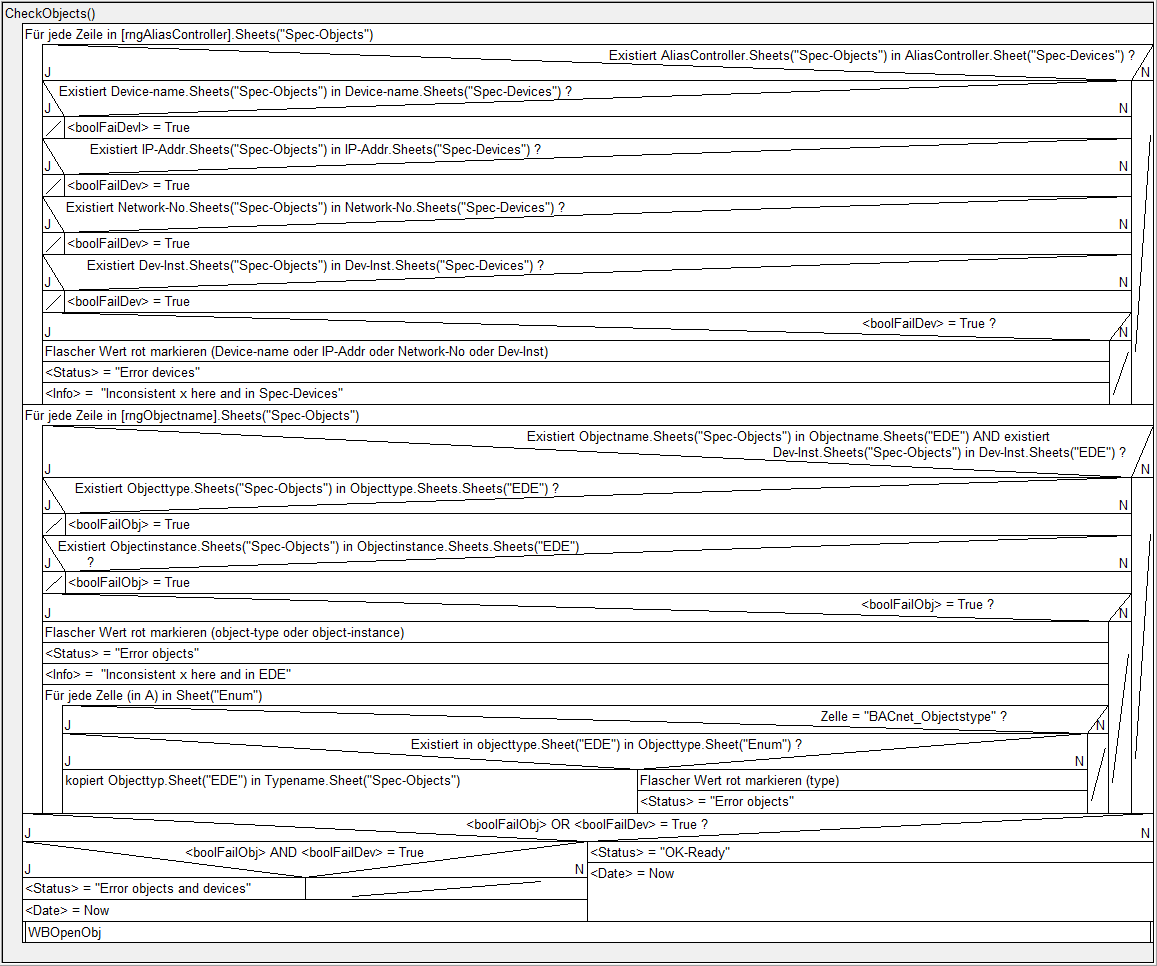 CheckObjects()
Für jede Zeile in [rngAliasController].Sheets("Spec-Objects")
Existiert AliasController.Sheets("Spec-Objects") in AliasController.Sheet("Spec-Devices) ?
J N
Existiert Device-name.Sheets("Spec-Objects") in Device-name.Sheets("Spec-Devices") ?
J N
<boolFaiDevl> = True
Existiert IP-Addr.Sheets("Spec-Objects") in IP-Addr.Sheets("Spec-Devices") ?
J N
<boolFailDev> = True
Existiert Network-No.Sheets("Spec-Objects") in Network-No.Sheets("Spec-Devices") ?
J N
<boolFailDev> = True
Existiert Dev-Inst.Sheets("Spec-Objects") in Dev-Inst.Sheets("Spec-Devices") ?
J N
<boolFailDev> = True
<boolFailDev> = True ?
J N
Flascher Wert rot markieren (Device-name oder IP-Addr oder Network-No oder Dev-Inst)
<Status> = "Error devices"
<Info> =  "Inconsistent x here and in Spec-Devices"
Für jede Zeile in [rngObjectname].Sheets("Spec-Objects")
Existiert Objectname.Sheets("Spec-Objects") in Objectname.Sheets("EDE") AND existiert
Dev-Inst.Sheets("Spec-Objects") in Dev-Inst.Sheets("EDE") ?
J N
Existiert Objecttype.Sheets("Spec-Objects") in Objecttype.Sheets.Sheets("EDE") ?
J N
<boolFailObj> = True
Existiert Objectinstance.Sheets("Spec-Objects") in Objectinstance.Sheets.Sheets("EDE")
?
J N
<boolFailObj> = True
<boolFailObj> = True ?
J N
Flascher Wert rot markieren (object-type oder object-instance)
<Status> = "Error objects"
<Info> =  "Inconsistent x here and in EDE"
Für jede Zelle (in A) in Sheet("Enum")
Zelle = "BACnet_Objectstype" ?
J N
Existiert in objecttype.Sheet("EDE") in Objecttype.Sheet("Enum") ?
J N
kopiert Objecttyp.Sheet("EDE") in Typename.Sheet("Spec-Objects")
Flascher Wert rot markieren (type)
<Status> = "Error objects"
<boolFailObj> OR <boolFailDev> = True ?
J N
<boolFailObj> AND <boolFailDev> = True
J N
<Status> = "Error objects and devices"
<Date> = Now
<Status> = "OK-Ready"
<Date> = Now
WBOpenObj